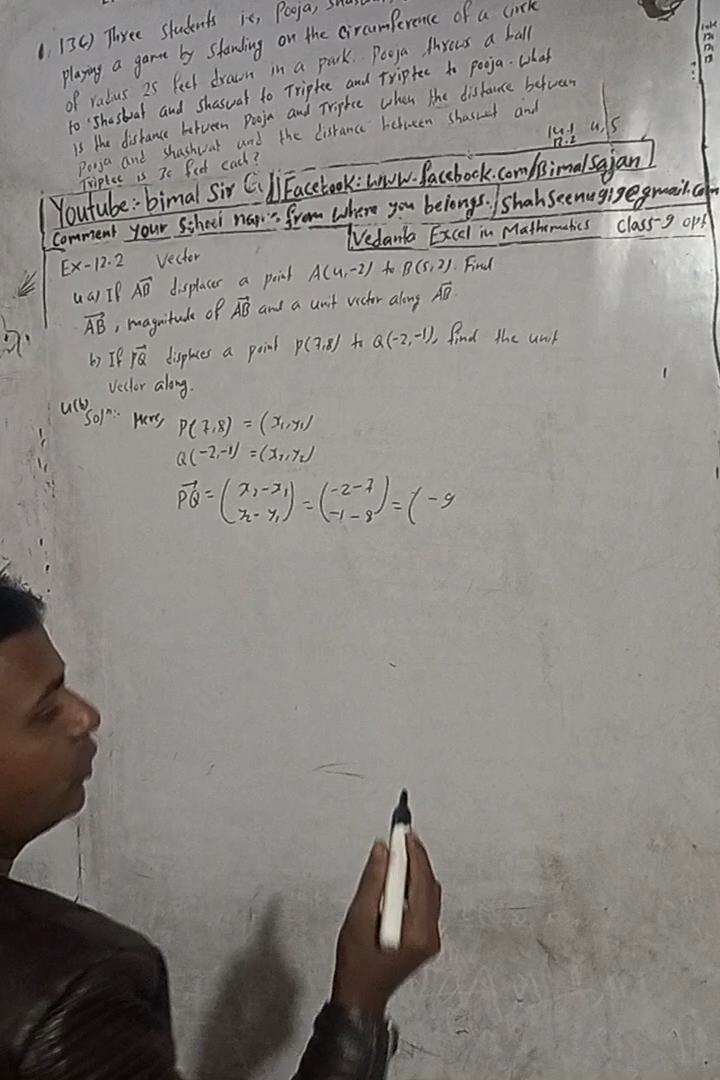 1. 13c) Three Students ie, Pooja,
playing a game by standing on the circumference of a circle
of radius 25 feet drawn in a park. Pooja throws a ball
to Shashwat and shaswat to Triptee and Triptee to pooja. what
is the distance between Pooja and Triptee when the distance between
Pooja and shashwat and the distance between shaswat and
Triptee is 30 feet each?
Youtube:- bimal Sir Facebook: www.facebook.com/Bimalsajan
Comment your School name from where you belongs. shahseenu919@gmail.com
Vedanta Excel in Mathematics Class-9 opt
Ex-12.2 Vector
4 a) If AB displaces a point A(4,-2) to B(5,2). Find
AB, magnitude of AB and a unit vector along AB.
b) If PQ displaces a point P(7,8) to Q(-2,-1), find the unit
vector along.
4(b)
Soln:- Here, P(7,8) = (x₁,y₁)
Q(-2,-1) = (x₂,y₂)
PQ = (x₂-x₁ y₂-y₁) = (-2-7 -1-8) = ( -9